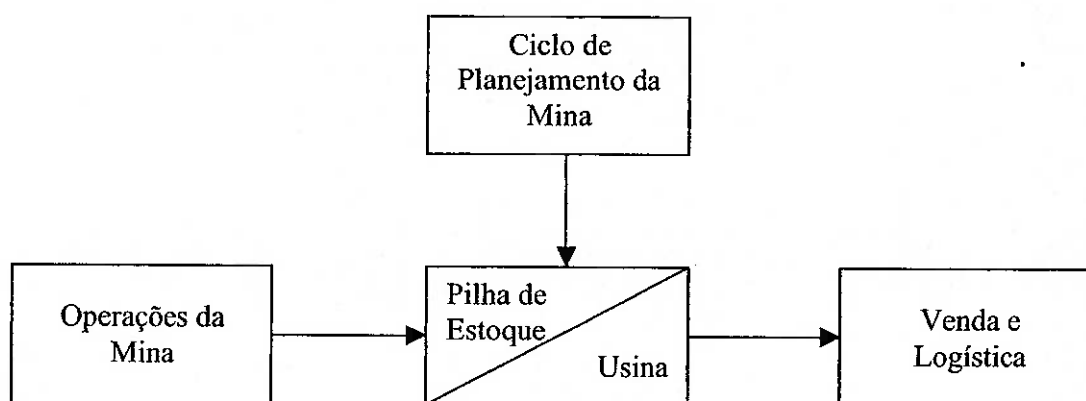 Ciclo de
Planejamento da
Mina
Operações da
Mina
Pilha de
Estoque
Usina
Venda e
Logística